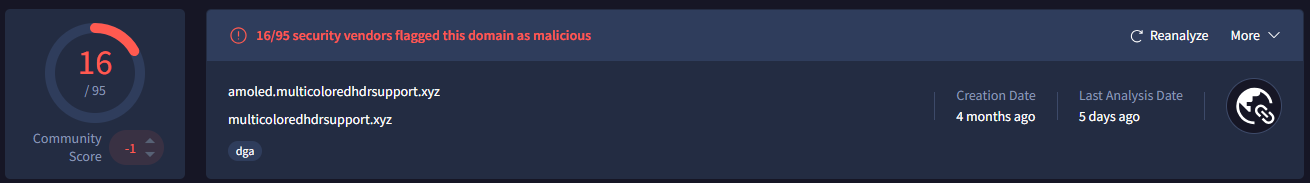 16
/ 95
Community
Score
-1
16/95 security vendors flagged this domain as malicious
Reanalyze
More
amoled.multicoloredhdrsupport.xyz
multicoloredhdrsupport.xyz
dga
Creation Date
4 months ago
Last Analysis Date
5 days ago